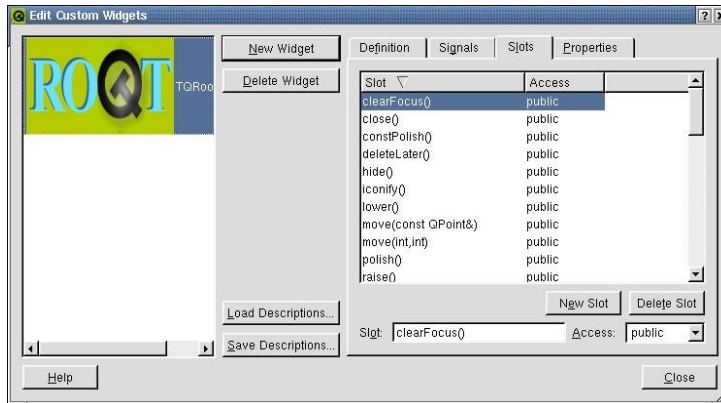 Edit Custom Widgets
ROQT
TQRoo
New Widget
Delete Widget
Load Descriptions...
Save Descriptions...
Definition
Signals
Slots
Properties
Slot Access
clearFocus() public
close() public
constPolish() public
deleteLater() public
hide() public
iconify() public
lower() public
move(const QPoint&) public
move(int,int) public
polish() public
raise() public
New Slot
Delete Slot
Slot: clearFocus() Access: public
Help
Close